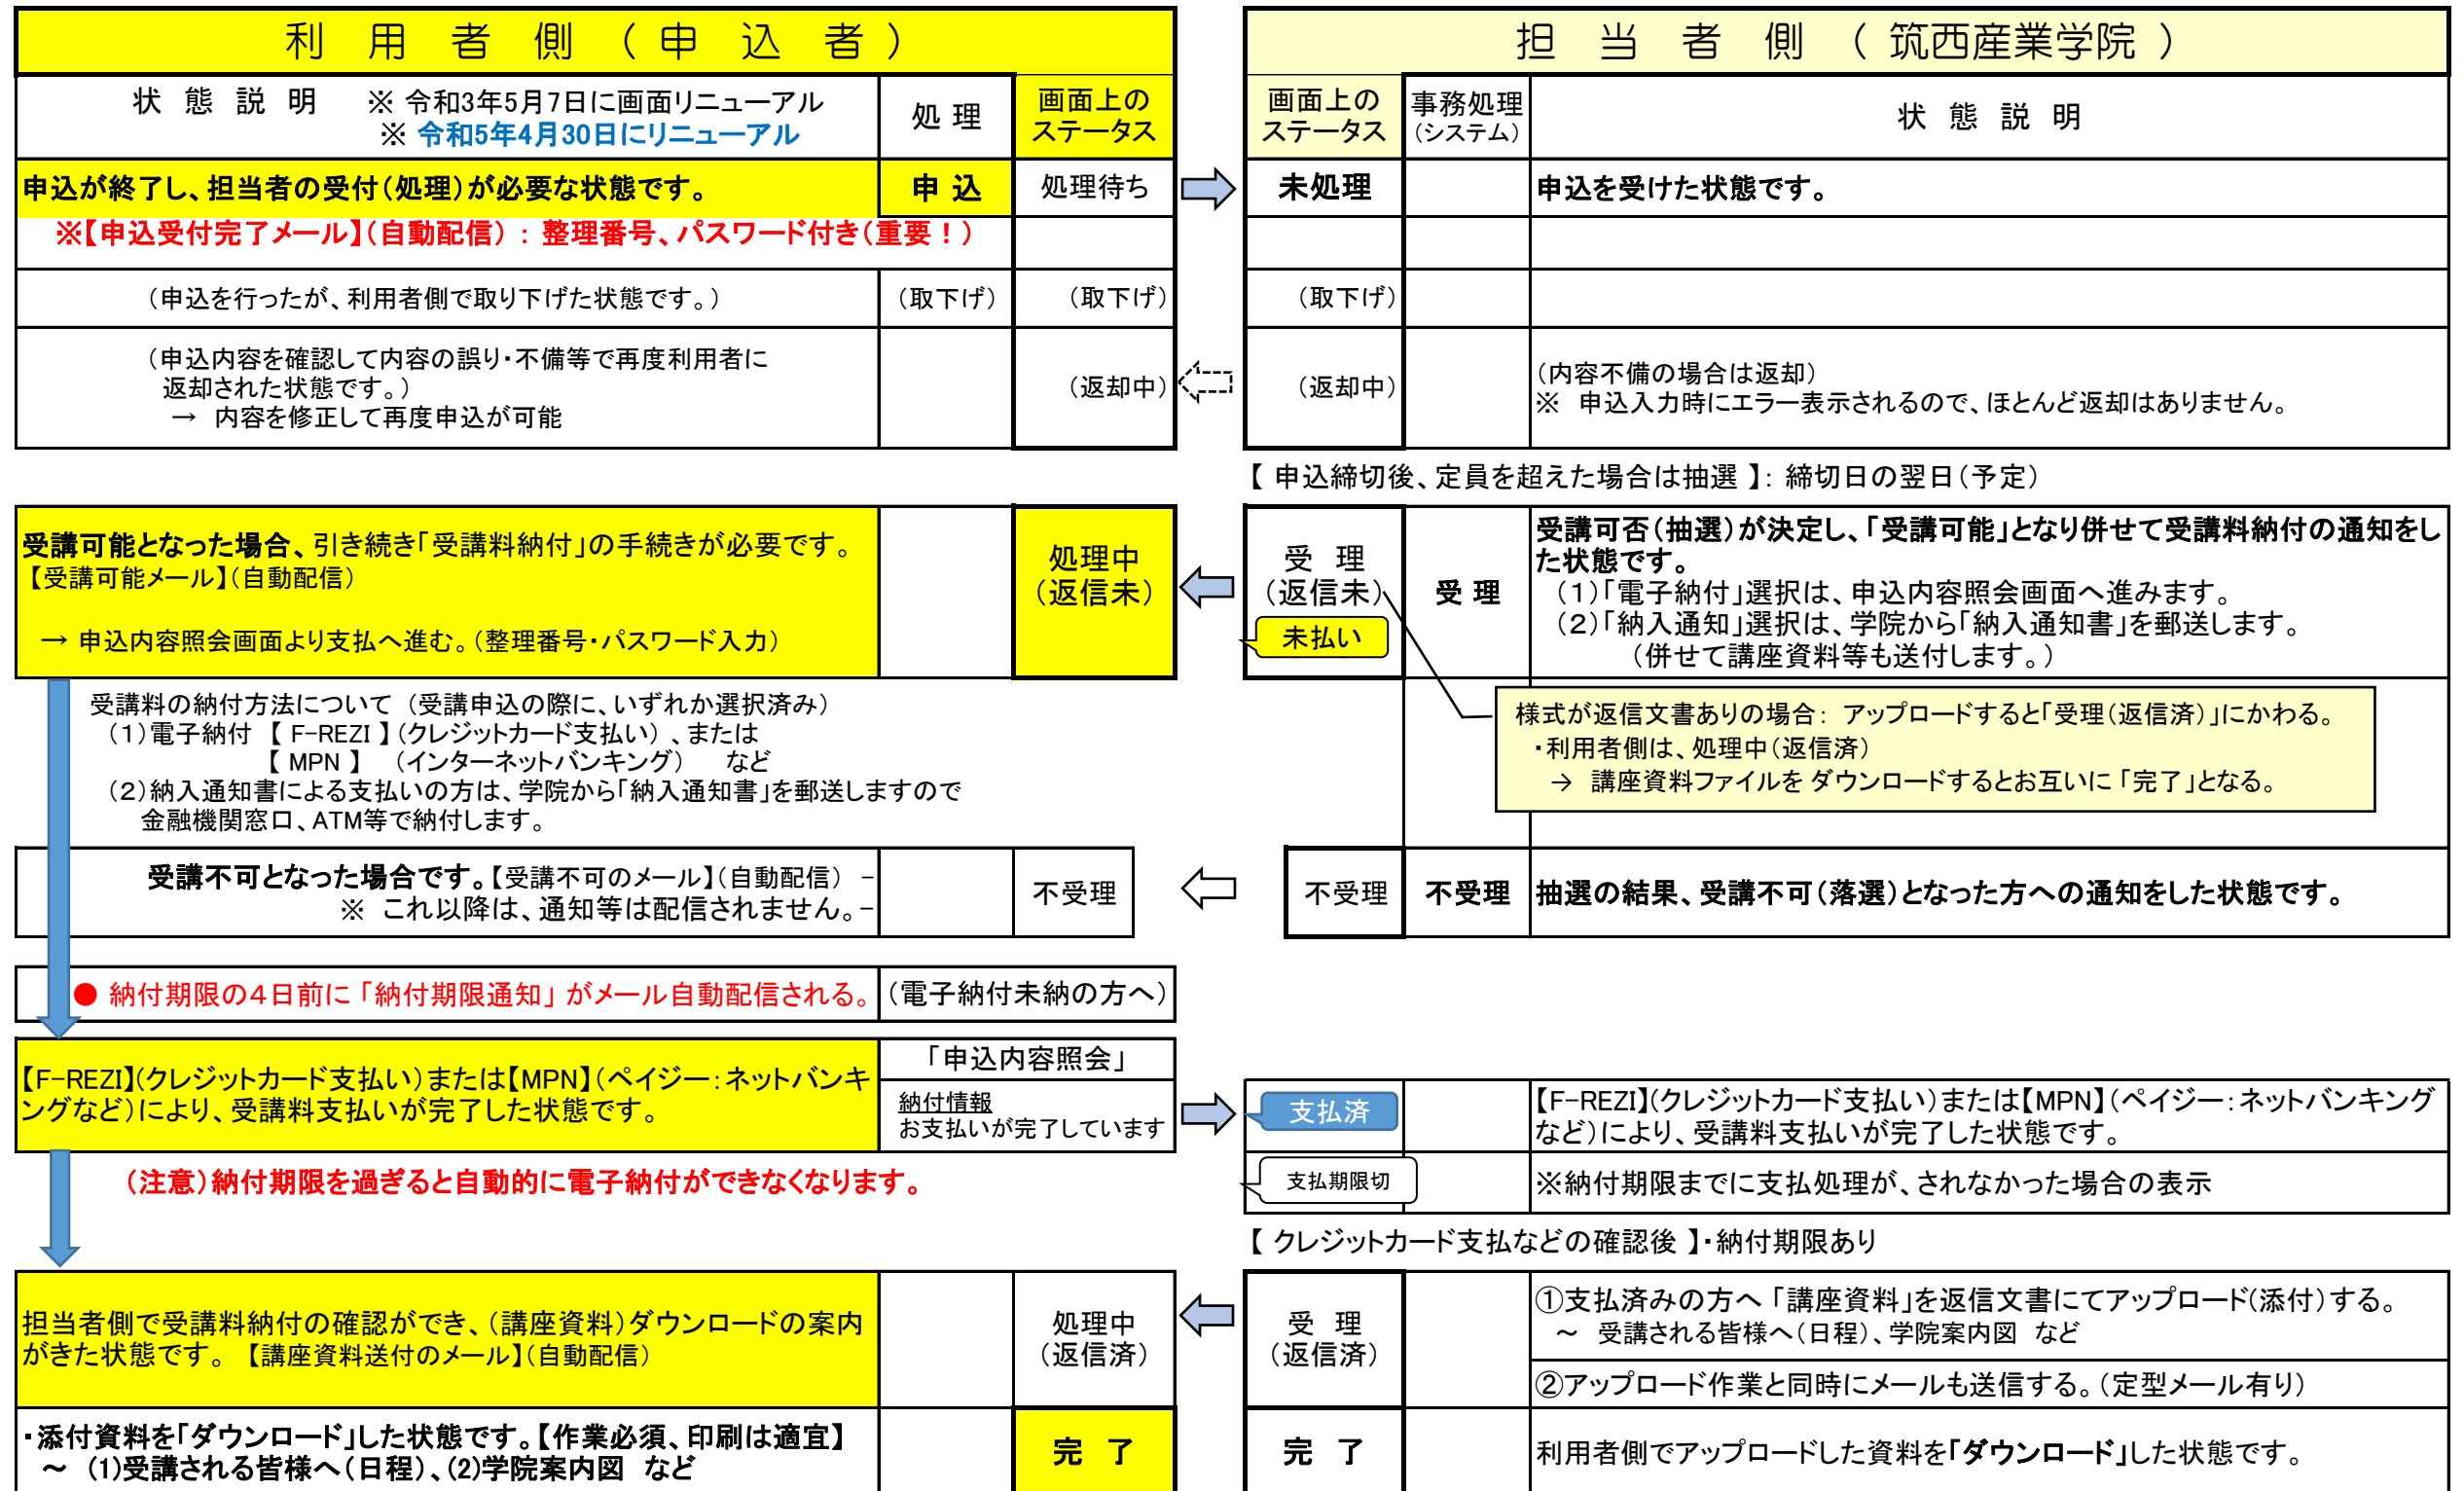 利用者側（申込者）
担当者側（筑西産業学院）
状態説明 ※ 令和3年5月7日に画面リニューアル
※ 令和5年4月30日にリニューアル
処理
画面上の
ステータス
画面上の
ステータス
事務処理
（システム）
状態説明
申込が終了し、担当者の受付（処理）が必要な状態です。
申込
処理待ち
未処理
申込を受けた状態です。
※【申込受付完了メール】（自動配信）：整理番号、パスワード付き（重要！）
（申込を行ったが、利用者側で取り下げた状態です。）
（取下げ）
（取下げ）
（取下げ）
（申込内容を確認して内容の誤り・不備等で再度利用者に
返却された状態です。）
→ 内容を修正して再度申込が可能
（返却中）
（返却中）
（内容不備の場合は返却）
※ 申込入力時にエラー表示されるので、ほとんど返却はありません。
【 申込締切後、定員を超えた場合は抽選 】：締切日の翌日（予定）
受講可能となった場合、引き続き「受講料納付」の手続きが必要です。
【受講可能メール】（自動配信）
→ 申込内容照会画面より支払へ進む。（整理番号・パスワード入力）
処理中
（返信未）
受 理
（返信未）
未払い
受理
受講可否（抽選）が決定し、「受講可能」となり併せて受講料納付の通知をし
た状態です。
（1）「電子納付」選択は、申込内容照会画面へ進みます。
（2）「納入通知」選択は、学院から「納入通知書」を郵送します。
（併せて講座資料等も送付します。）
受講料の納付方法について（受講申込の際に、いずれか選択済み）
（1）電子納付 【 F-REZI 】（クレジットカード支払い）、または
【 MPN 】 （インターネットバンキング） など
（2）納入通知書による支払いの方は、学院から「納入通知書」を郵送しますので
金融機関窓口、ATM等で納付します。
様式が返信文書ありの場合： アップロードすると「受理（返信済）」にかわる。
・利用者側は、処理中（返信済）
→ 講座資料ファイルを ダウンロードするとお互いに「完了」となる。
受講不可となった場合です。【受講不可のメール】（自動配信） -
※ これ以降は、通知等は配信されません。-
不受理
不受理
不受理
抽選の結果、受講不可（落選）となった方への通知をした状態です。
● 納付期限の4日前に「納付期限通知」がメール自動配信される。
（電子納付未納の方へ）
【F-REZI】（クレジットカード支払い）または【MPN】（ペイジー：ネットバンキ
ングなど）により、受講料支払いが完了した状態です。
「申込内容照会」
納付情報
お支払いが完了しています
支払済
【F-REZI】（クレジットカード支払い）または【MPN】（ペイジー：ネットバンキング
など）により、受講料支払いが完了した状態です。
（注意）納付期限を過ぎると自動的に電子納付ができなくなります。
支払期限切
※納付期限までに支払処理が、されなかった場合の表示
【 クレジットカード支払などの確認後 】・納付期限あり
担当者側で受講料納付の確認ができ、（講座資料）ダウンロードの案内
がきた状態です。 【講座資料送付のメール】（自動配信）
処理中
（返信済）
受 理
（返信済）
①支払済みの方へ「講座資料」を返信文書にてアップロード（添付）する。
～ 受講される皆様へ（日程）、学院案内図 など
②アップロード作業と同時にメールも送信する。（定型メール有り）
・添付資料を「ダウンロード」した状態です。【作業必須、印刷は適宜】
～ (1)受講される皆様へ（日程）、(2)学院案内図 など
完 了
完 了
利用者側でアップロードした資料を「ダウンロード」した状態です。